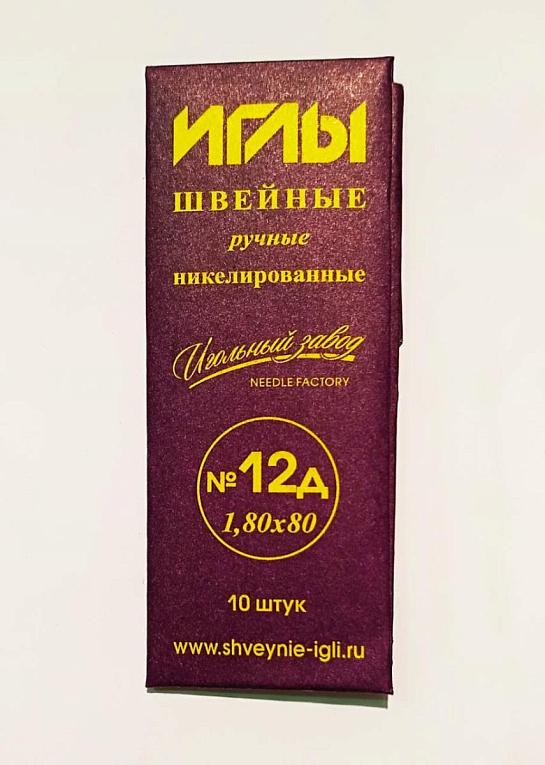 ИГЛЫ
ШВЕЙНЫЕ
ручные
никелированные
Игольный завод
NEEDLE FACTORY
№12д
1,80х80
10 штук
www.shveynie-igli.ru